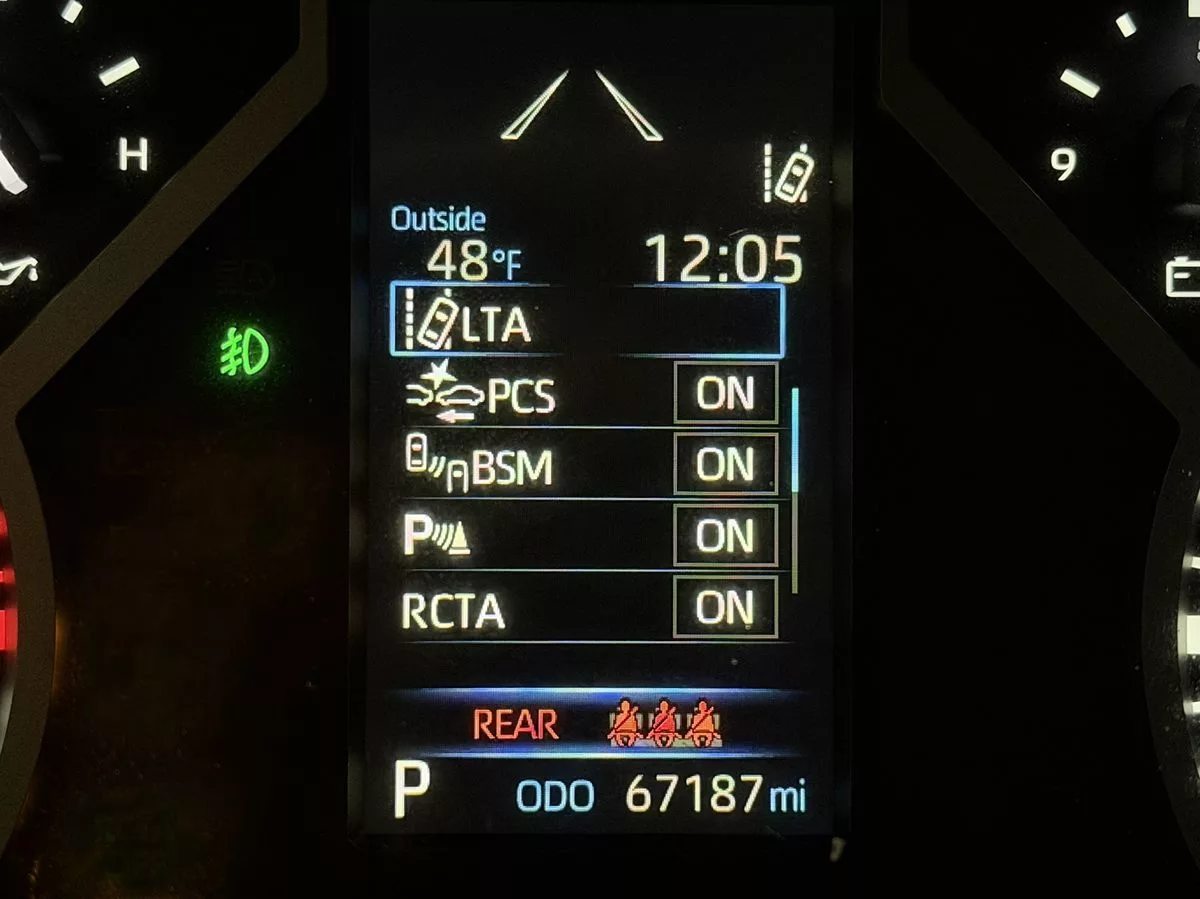 H
9
Outside
48°F 12:05
LTA
PCS ON
BSM ON
P ON
RCTA ON
REAR
P ODO 67187 mi